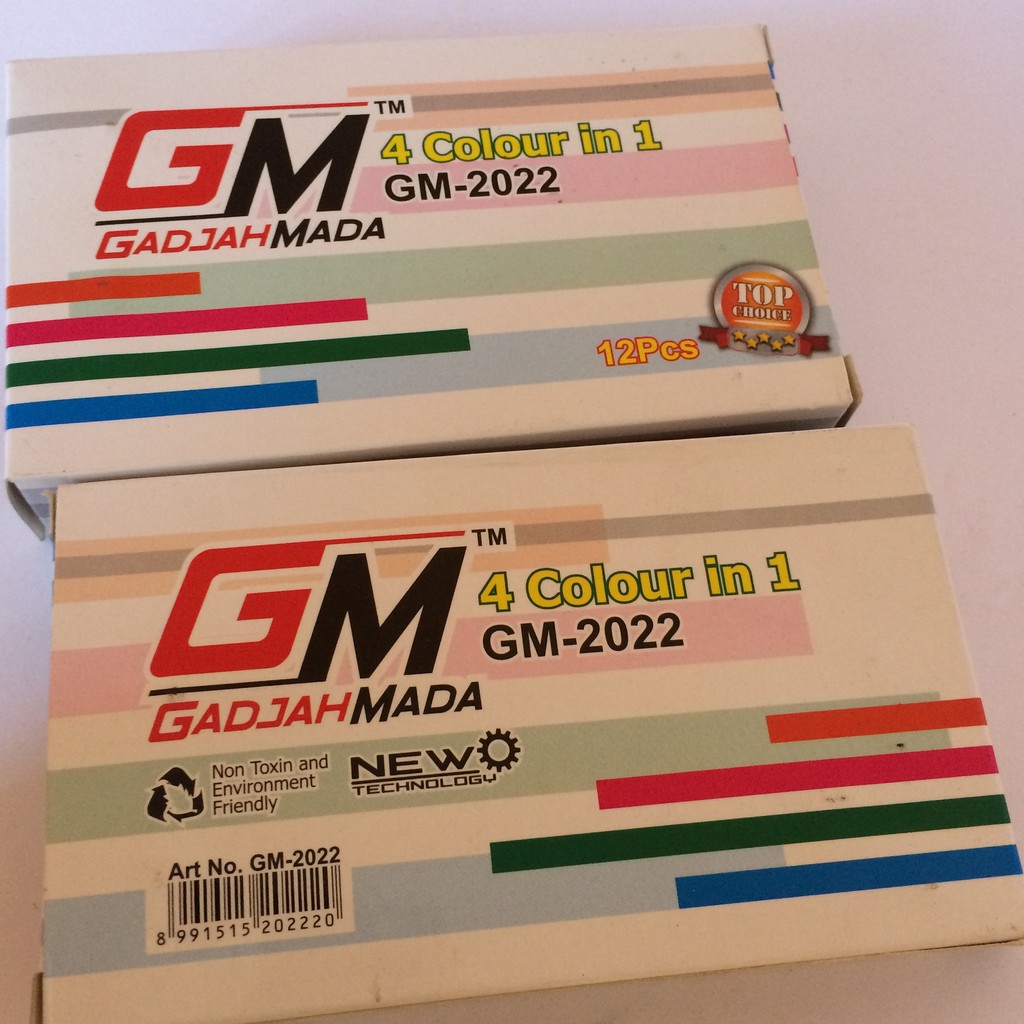 GM™
4 Colour in 1
GM-2022
GADJAHMADA
TOP
CHOICE
12Pcs
GM™
4 Colour in 1
GM-2022
GADJAHMADA
Non Toxin and
Environment
Friendly
NEW
TECHNOLOGY
Art No. GM-2022
8 991515 202220